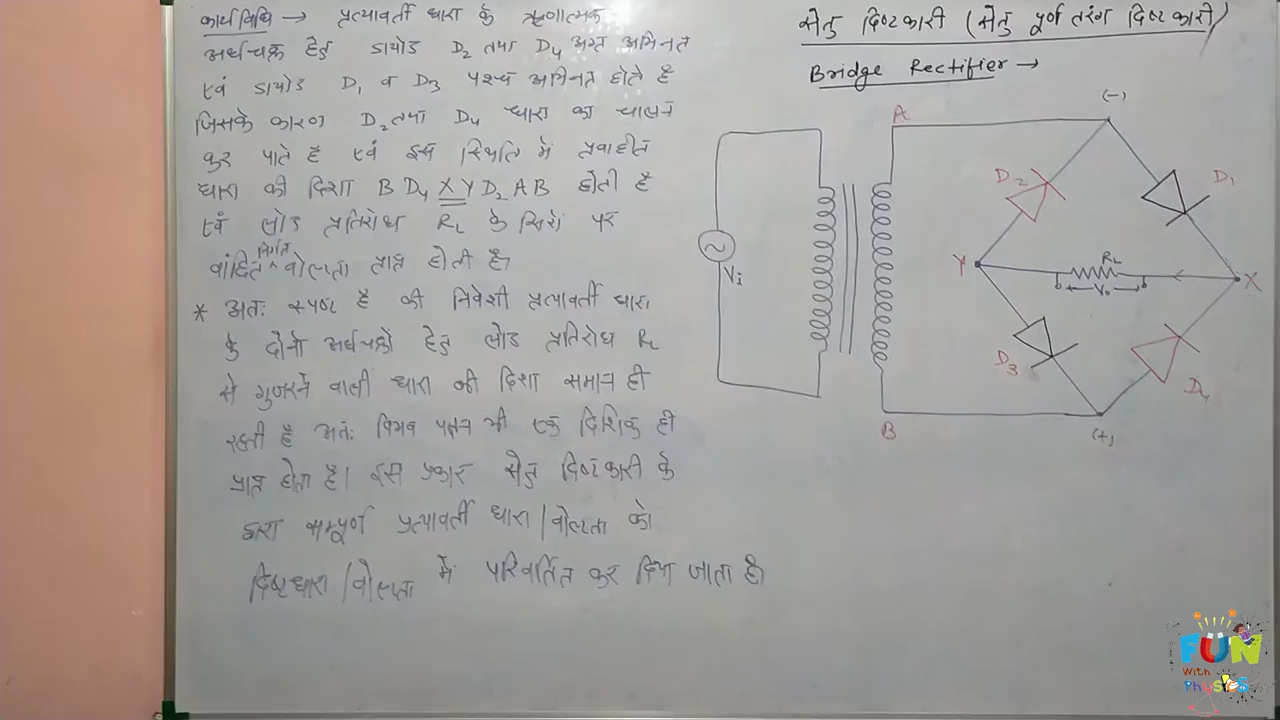 कार्यविधि → प्रत्यावर्ती धारा के ऋणात्मक
अर्धचक्र हेतु डायोड D2 तथा D4 अग्र अभिनत
एवं डायोड D1 व D3 पश्च अभिनत होते है
जिसके कारण D2 तथा D4 धारा का चालन
कर पाते है एवं इस स्थिति में प्रवाहित
धारा की दिशा B D4 X Y D2 A B होती है
एवं लोड प्रतिरोध RL के सिरों पर
वांछित निर्गत वोल्टता प्राप्त होती है।
* अतः स्पष्ट है की निवेशी प्रत्यावर्ती धारा
के दोनों अर्धचक्रों हेतु लोड प्रतिरोध RL
से गुजरने वाली धारा की दिशा समान ही
रहती है अतः विभव पतन भी एक दिशिक ही
प्राप्त होता है। इस प्रकार सेतु दिष्टकारी के
द्वारा सम्पूर्ण प्रत्यावर्ती धारा/वोल्टता को
दिष्टधारा/वोल्टता में परिवर्तित कर दिया जाता है।
सेतु दिष्टकारी (सेतु पूर्ण तरंग दिष्टकारी)
Bridge Rectifier →
A
(-)
D2
D1
Vi
Y
RL
V0
X
D3
D4
B
(+)
FUN
With
Physics